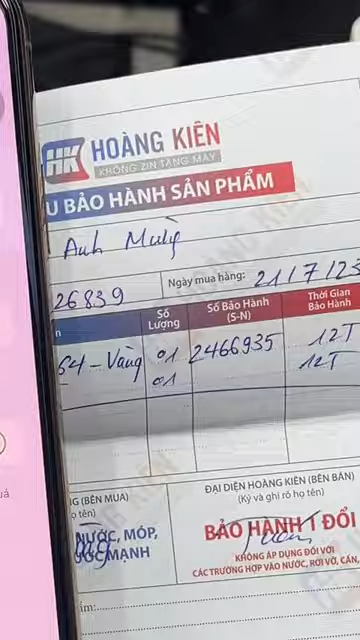 HK HOÀNG KIÊN
KHÔNG ZIN TẶNG MÁY
U BẢO HÀNH SẢN PHẨM
Anh
26839
Ngày mua hàng: 21/7/23
n
Số Lượng
Số Bảo Hành (S-N)
Thời Gian Bảo Hành
64 - Vàng 01 2466935 12T
01 12T
G (BÊN MUA)
ọ tên)
NƯỚC, MÓP,
MẠNH
ĐẠI DIỆN HOÀNG KIÊN (BÊN BÁN)
(Ký và ghi rõ họ tên)
BẢO HÀNH 1 ĐỔI
KHÔNG ÁP DỤNG ĐỐI VỚI
CÁC TRƯỜNG HỢP VÀO NƯỚC, RƠI VỠ, CẤN,